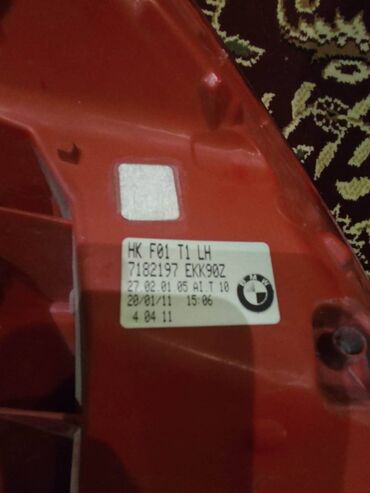 HK F01 T1 LH
7182197 EKK90Z
27.02.01 05 AI.T 10
20/01/11 15:06
4 04 11
BMW